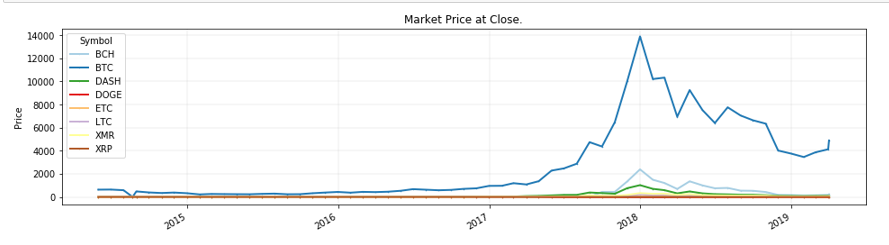 Market Price at Close.
Symbol
BCH
BTC
DASH
DOGE
ETC
LTC
XMR
XRP
Price
14000
12000
10000
8000
6000
4000
2000
0
2015
2016
2017
2018
2019